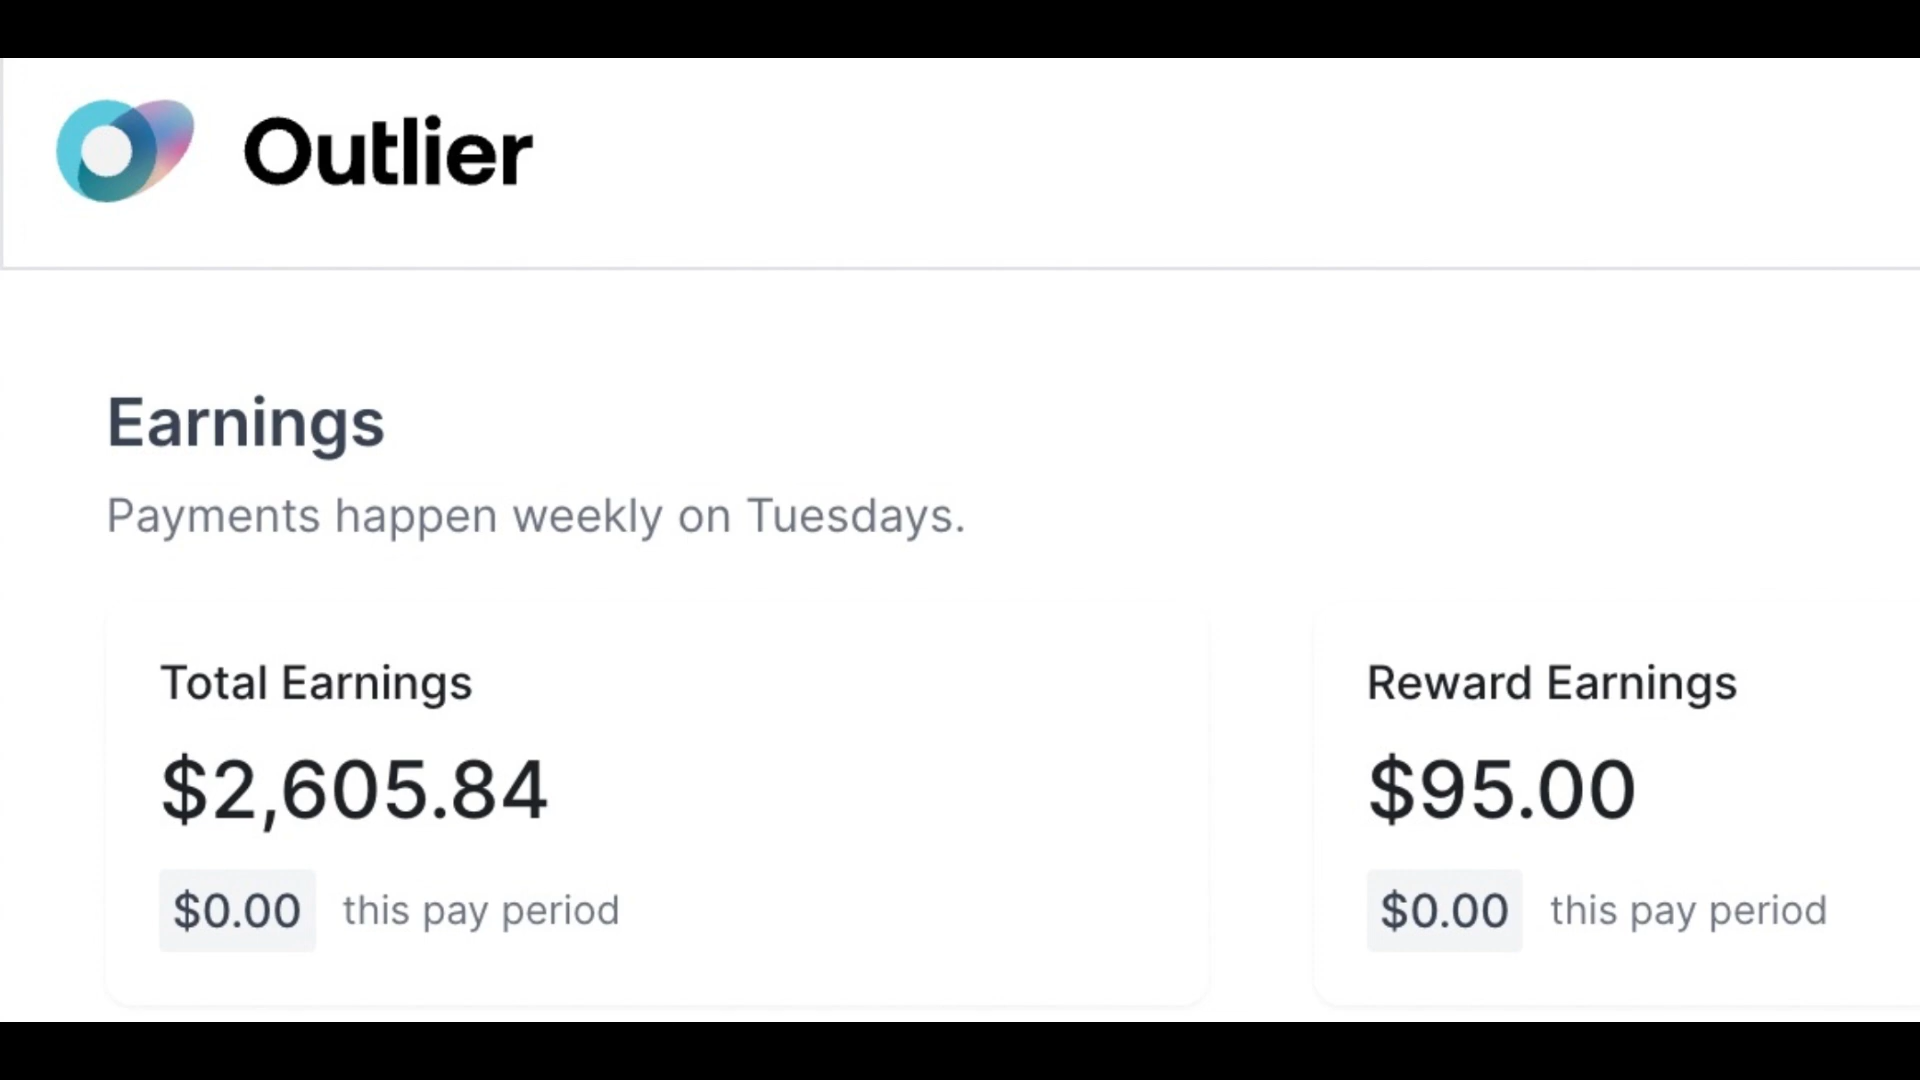 Outlier
Earnings
Payments happen weekly on Tuesdays.
Total Earnings
$2,605.84
$0.00 this pay period
Reward Earnings
$95.00
$0.00 this pay period